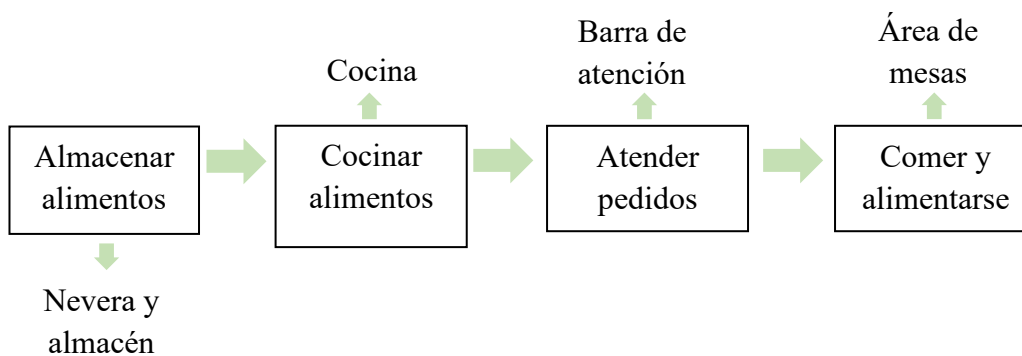 Cocina
Barra de
atención
Área de
mesas
Almacenar
alimentos
Cocinar
alimentos
Atender
pedidos
Comer y
alimentarse
Nevera y
almacén